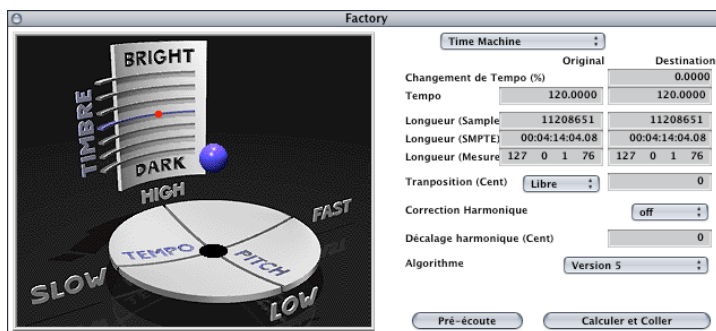 Factory
BRIGHT
TIMBRE
DARK
HIGH
FAST
TEMPO
PITCH
SLOW
LOW
Time Machine
Original Destination
Changement de Tempo (%) 0.0000
Tempo 120.0000 120.0000
Longueur (Sample 11208651 11208651
Longueur (SMPTE) 00:04:14:04.08 00:04:14:04.08
Longueur (Mesure 127 0 1 76 127 0 1 76
Tranposition (Cent) Libre 0
Correction Harmonique off
Décalage harmonique (Cent) 0
Algorithme Version 5
Pré-écoute Calculer et Coller